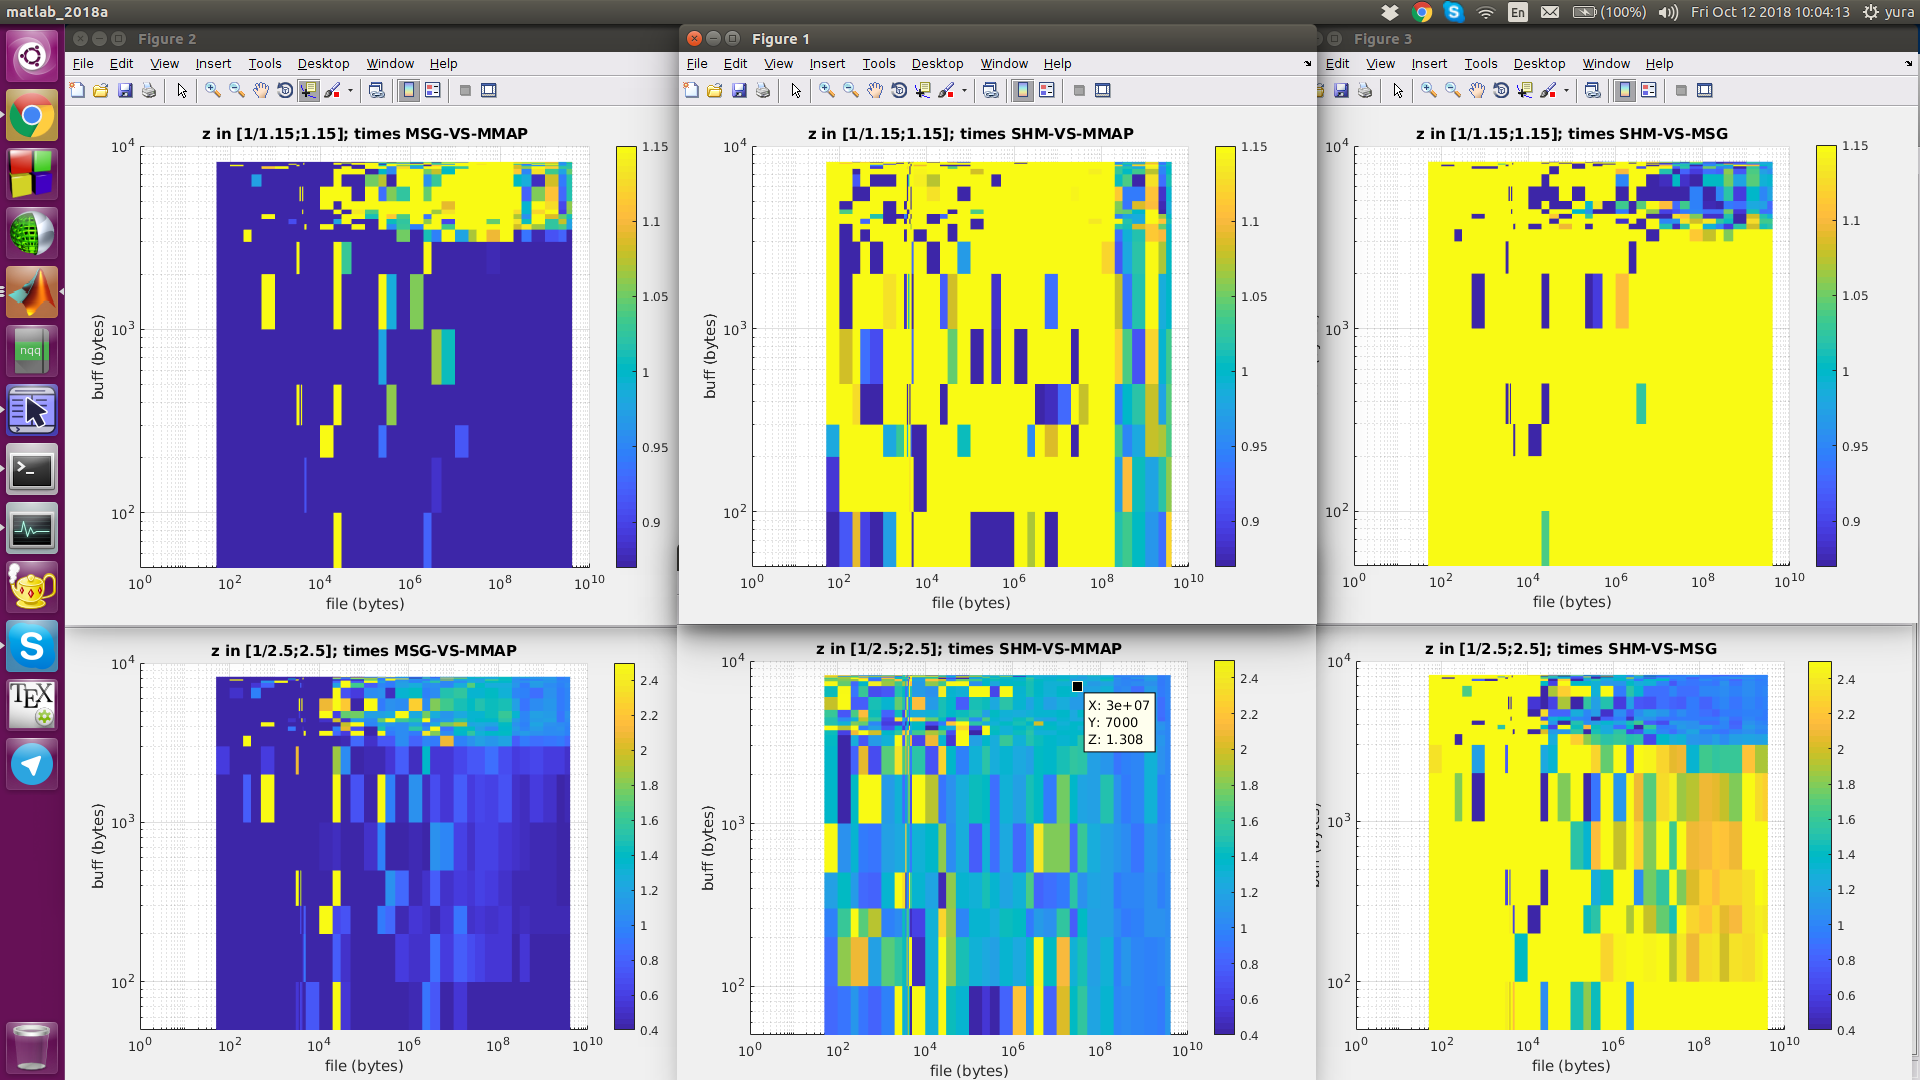 matlab_2018a
En
(100%)
Fri Oct 12 2018 10:04:13
yura
Figure 2
File Edit View Insert Tools Desktop Window Help
z in [1/1.15;1.15]; times MSG-VS-MMAP
10^4
10^3
10^2
buff (bytes)
10^0 10^2 10^4 10^6 10^8 10^10
file (bytes)
1.15
1.1
1.05
1
0.95
0.9
Figure 1
File Edit View Insert Tools Desktop Window Help
z in [1/1.15;1.15]; times SHM-VS-MMAP
10^4
10^3
10^2
buff (bytes)
10^0 10^2 10^4 10^6 10^8 10^10
file (bytes)
1.15
1.1
1.05
1
0.95
0.9
Figure 3
Edit View Insert Tools Desktop Window Help
z in [1/1.15;1.15]; times SHM-VS-MSG
10^4
10^3
10^2
10^0 10^2 10^4 10^6 10^8 10^10
file (bytes)
1.15
1.1
1.05
1
0.95
0.9
z in [1/2.5;2.5]; times MSG-VS-MMAP
10^4
10^3
10^2
buff (bytes)
10^0 10^2 10^4 10^6 10^8 10^10
file (bytes)
2.4
2.2
2
1.8
1.6
1.4
1.2
1
0.8
0.6
0.4
z in [1/2.5;2.5]; times SHM-VS-MMAP
10^4
10^3
10^2
buff (bytes)
X: 3e+07
Y: 7000
Z: 1.308
10^0 10^2 10^4 10^6 10^8 10^10
file (bytes)
2.4
2.2
2
1.8
1.6
1.4
1.2
1
0.8
0.6
0.4
z in [1/2.5;2.5]; times SHM-VS-MSG
10^4
10^3
10^2
buff (bytes)
10^0 10^2 10^4 10^6 10^8 10^10
file (bytes)
2.4
2.2
2
1.8
1.6
1.4
1.2
1
0.8
0.6
0.4
nqq
S
TEX